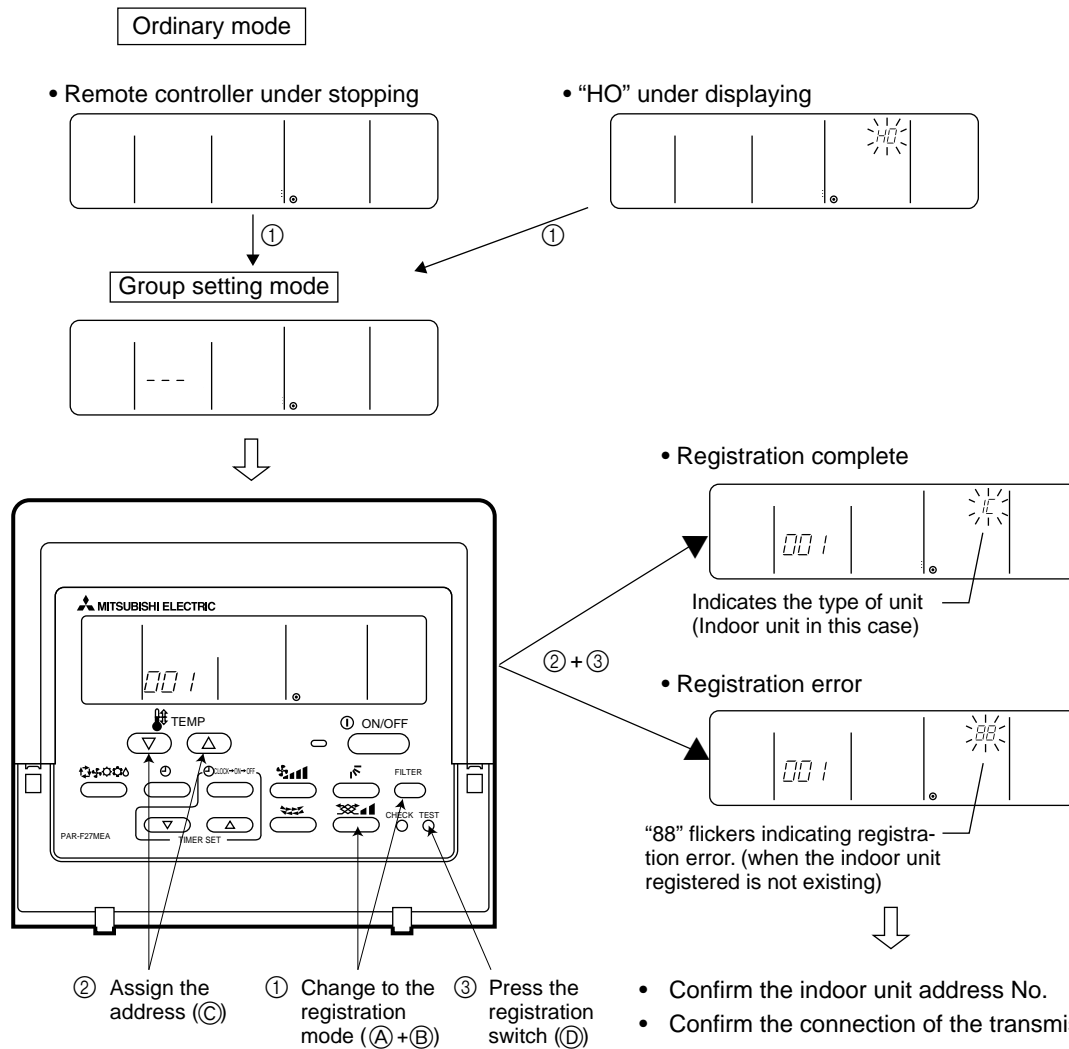 Ordinary mode
• Remote controller under stopping
• “HO” under displaying
HO
①
①
Group setting mode
- - -
• Registration complete
IC
001
Indicates the type of unit
(Indoor unit in this case)
② + ③
• Registration error
88
001
“88” flickers indicating registra-
tion error. (when the indoor unit
registered is not existing)
MITSUBISHI ELECTRIC
001
TEMP
ON/OFF
CLOCK→ON→OFF
FILTER
CHECK TEST
PAR-F27MEA
TIMER SET
② Assign the
address (Ⓒ)
① Change to the
registration
mode (Ⓐ+Ⓑ)
③ Press the
registration
switch (Ⓓ)
• Confirm the indoor unit address No.
• Confirm the connection of the transmis